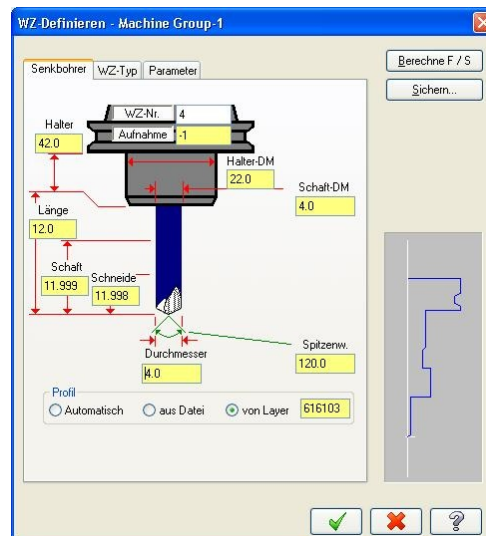 WZ-Definieren - Machine Group-1
Senkbohrer WZ-Typ Parameter
Berechne F / S
Sichern...
WZ-Nr. 4
Aufnahme -1
Halter
42.0
Halter-DM
22.0
Schaft-DM
4.0
Länge
12.0
Schaft
11.999
Schneide
11.998
Spitzenw.
120.0
Durchmesser
4.0
Profil
Automatisch aus Datei von Layer 616103